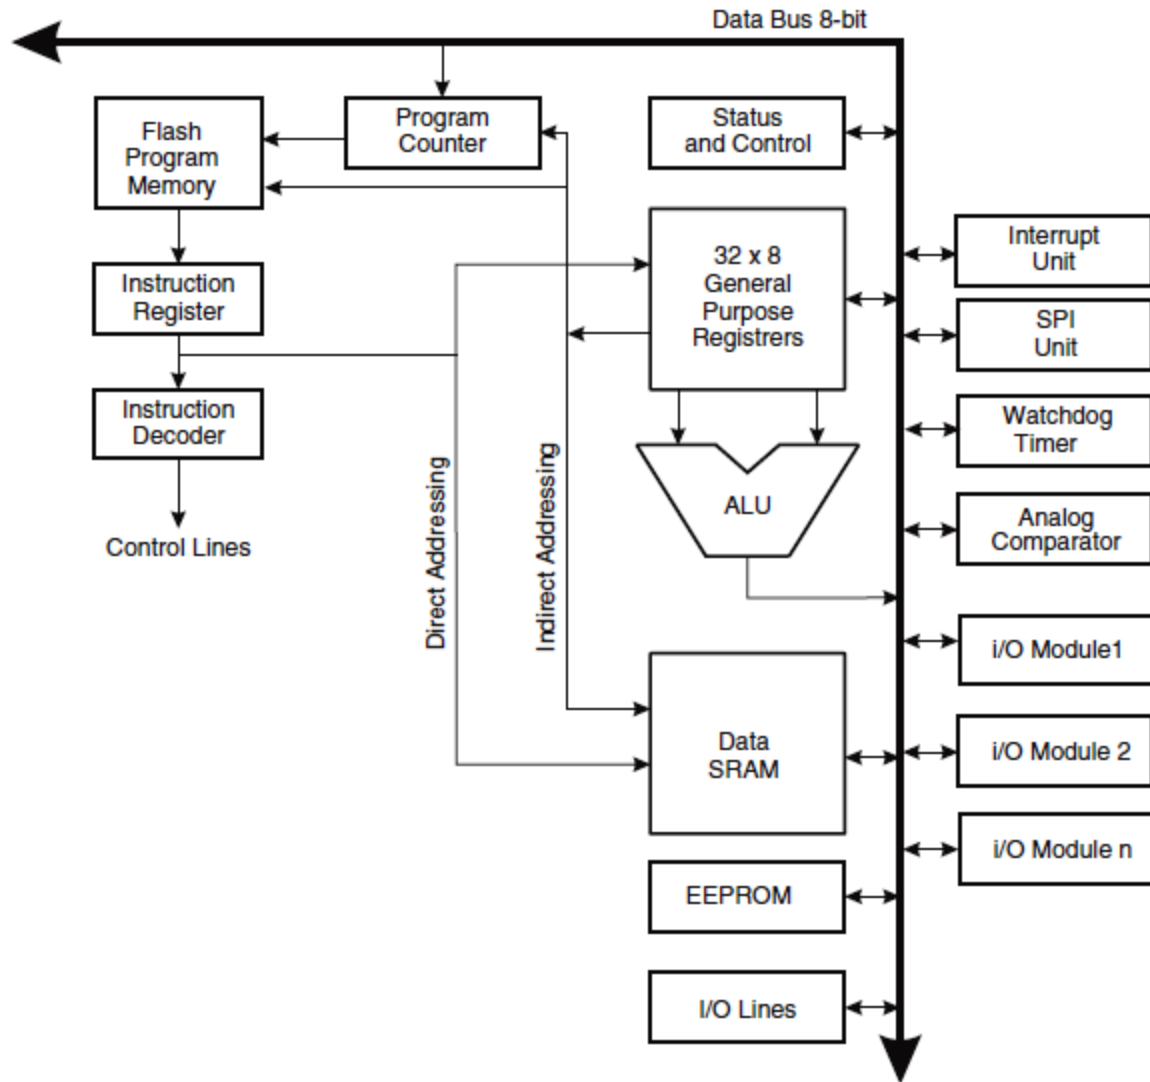 Data Bus 8-bit
Flash
Program
Memory
Program
Counter
Status
and Control
Interrupt
Unit
32 x 8
General
Purpose
Registrers
Instruction
Register
SPI
Unit
Instruction
Decoder
Watchdog
Timer
Direct Addressing
Indirect Addressing
ALU
Analog
Comparator
Control Lines
i/O Module1
Data
SRAM
i/O Module 2
i/O Module n
EEPROM
I/O Lines